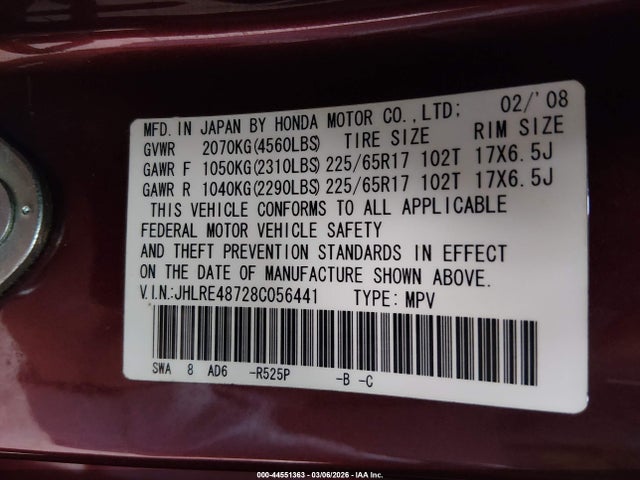 MFD. IN JAPAN BY HONDA MOTOR CO., LTD; 02/'08
GVWR 2070KG(4560LBS) TIRE SIZE RIM SIZE
GAWR F 1050KG(2310LBS) 225/65R17 102T 17X6.5J
GAWR R 1040KG(2290LBS) 225/65R17 102T 17X6.5J
THIS VEHICLE CONFORMS TO ALL APPLICABLE
FEDERAL MOTOR VEHICLE SAFETY
AND THEFT PREVENTION STANDARDS IN EFFECT
ON THE DATE OF MANUFACTURE SHOWN ABOVE.
V.I.N.:JHLRE48728C056441 TYPE: MPV
SWA 8 AD6 -R525P -B -C
000-44551363 - 03/06/2026 - IAA Inc.